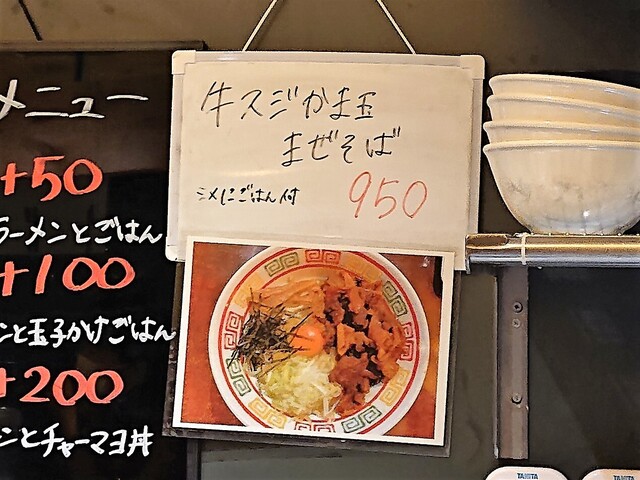 メニュー
+50
ラーメンとごはん
+100
ンと玉子かけごはん
+200
ンとチャーマヨ丼
牛スジかま玉
まぜそば
シメにごはん付 950
TANITA
TANITA